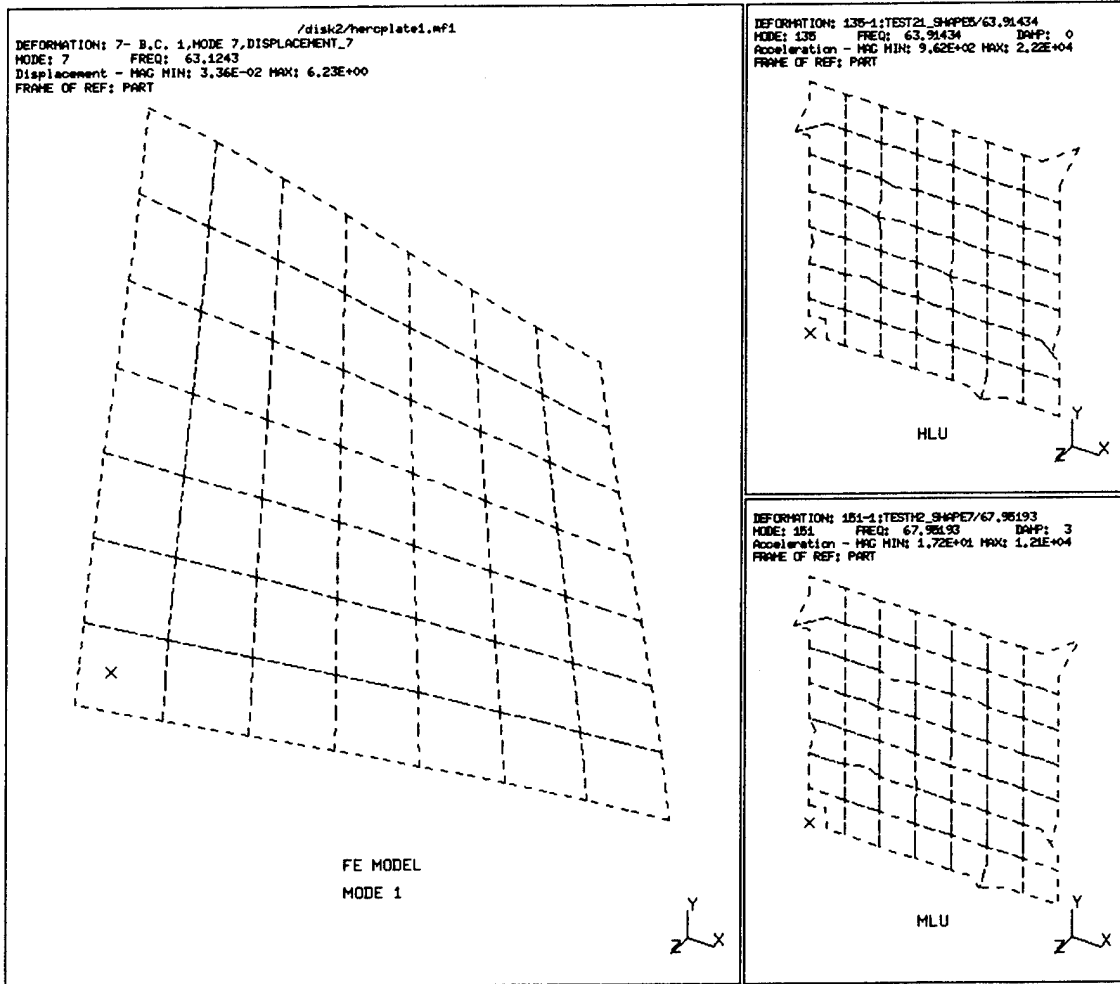 /disk2/hercplate1.mf1
DEFORMATION: 7- B.C. 1,MODE 7,DISPLACEMENT_7
MODE: 7 FREQ: 63.1243
Displacement - MAG MIN: 3.36E-02 MAX: 6.23E+00
FRAME OF REF: PART
FE MODEL
MODE 1
Y
Z X
DEFORMATION: 135-1:TEST21_SHAPE5/63.91434
MODE: 135 FREQ: 63.91434 DAMP: 0
Acceleration - MAG MIN: 9.62E+02 MAX: 2.22E+04
FRAME OF REF: PART
HLU
Y
Z X
DEFORMATION: 151-1:TESTH2_SHAPE7/67.95193
MODE: 151 FREQ: 67.95193 DAMP: 3
Acceleration - MAG MIN: 1.72E+01 MAX: 1.21E+04
FRAME OF REF: PART
MLU
Y
Z X